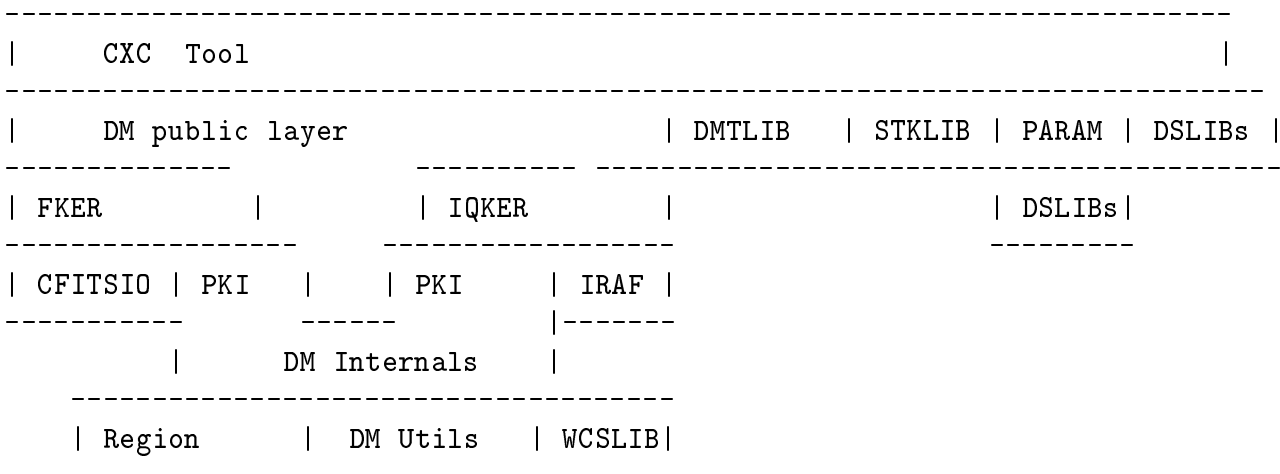 -----------------------------------------------------------------------------
|     CXC  Tool                                                             |
-------------------------------------------------------------------------------
|     DM public layer                    | DMTLIB   | STKLIB | PARAM | DSLIBs |
--------------            ---------- -------------------------------------------
| FKER         |         | IQKER        |                   | DSLIBs|
------------------     ------------------                   ---------
| CFITSIO | PKI   |    | PKI     | IRAF |
-----------        ------         |-------
          |      DM Internals    |
    -------------------------------------
    | Region      |  DM Utils   | WCSLIB|